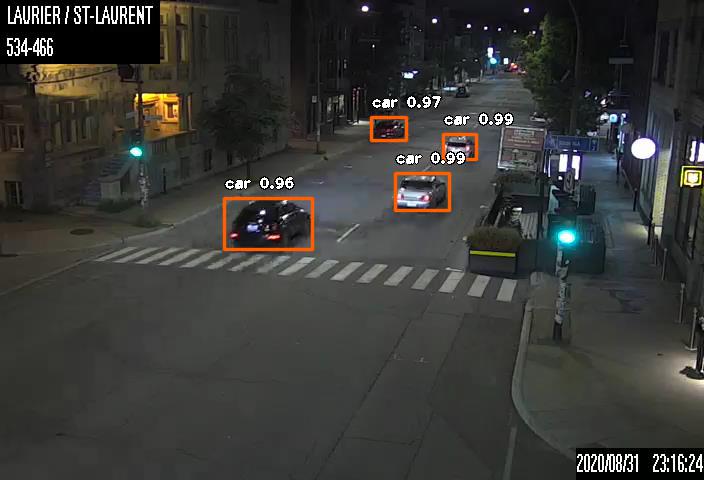 LAURIER / ST-LAURENT
534-466
car 0.97
car 0.99
car 0.99
car 0.96
2020/08/31 23:16:24